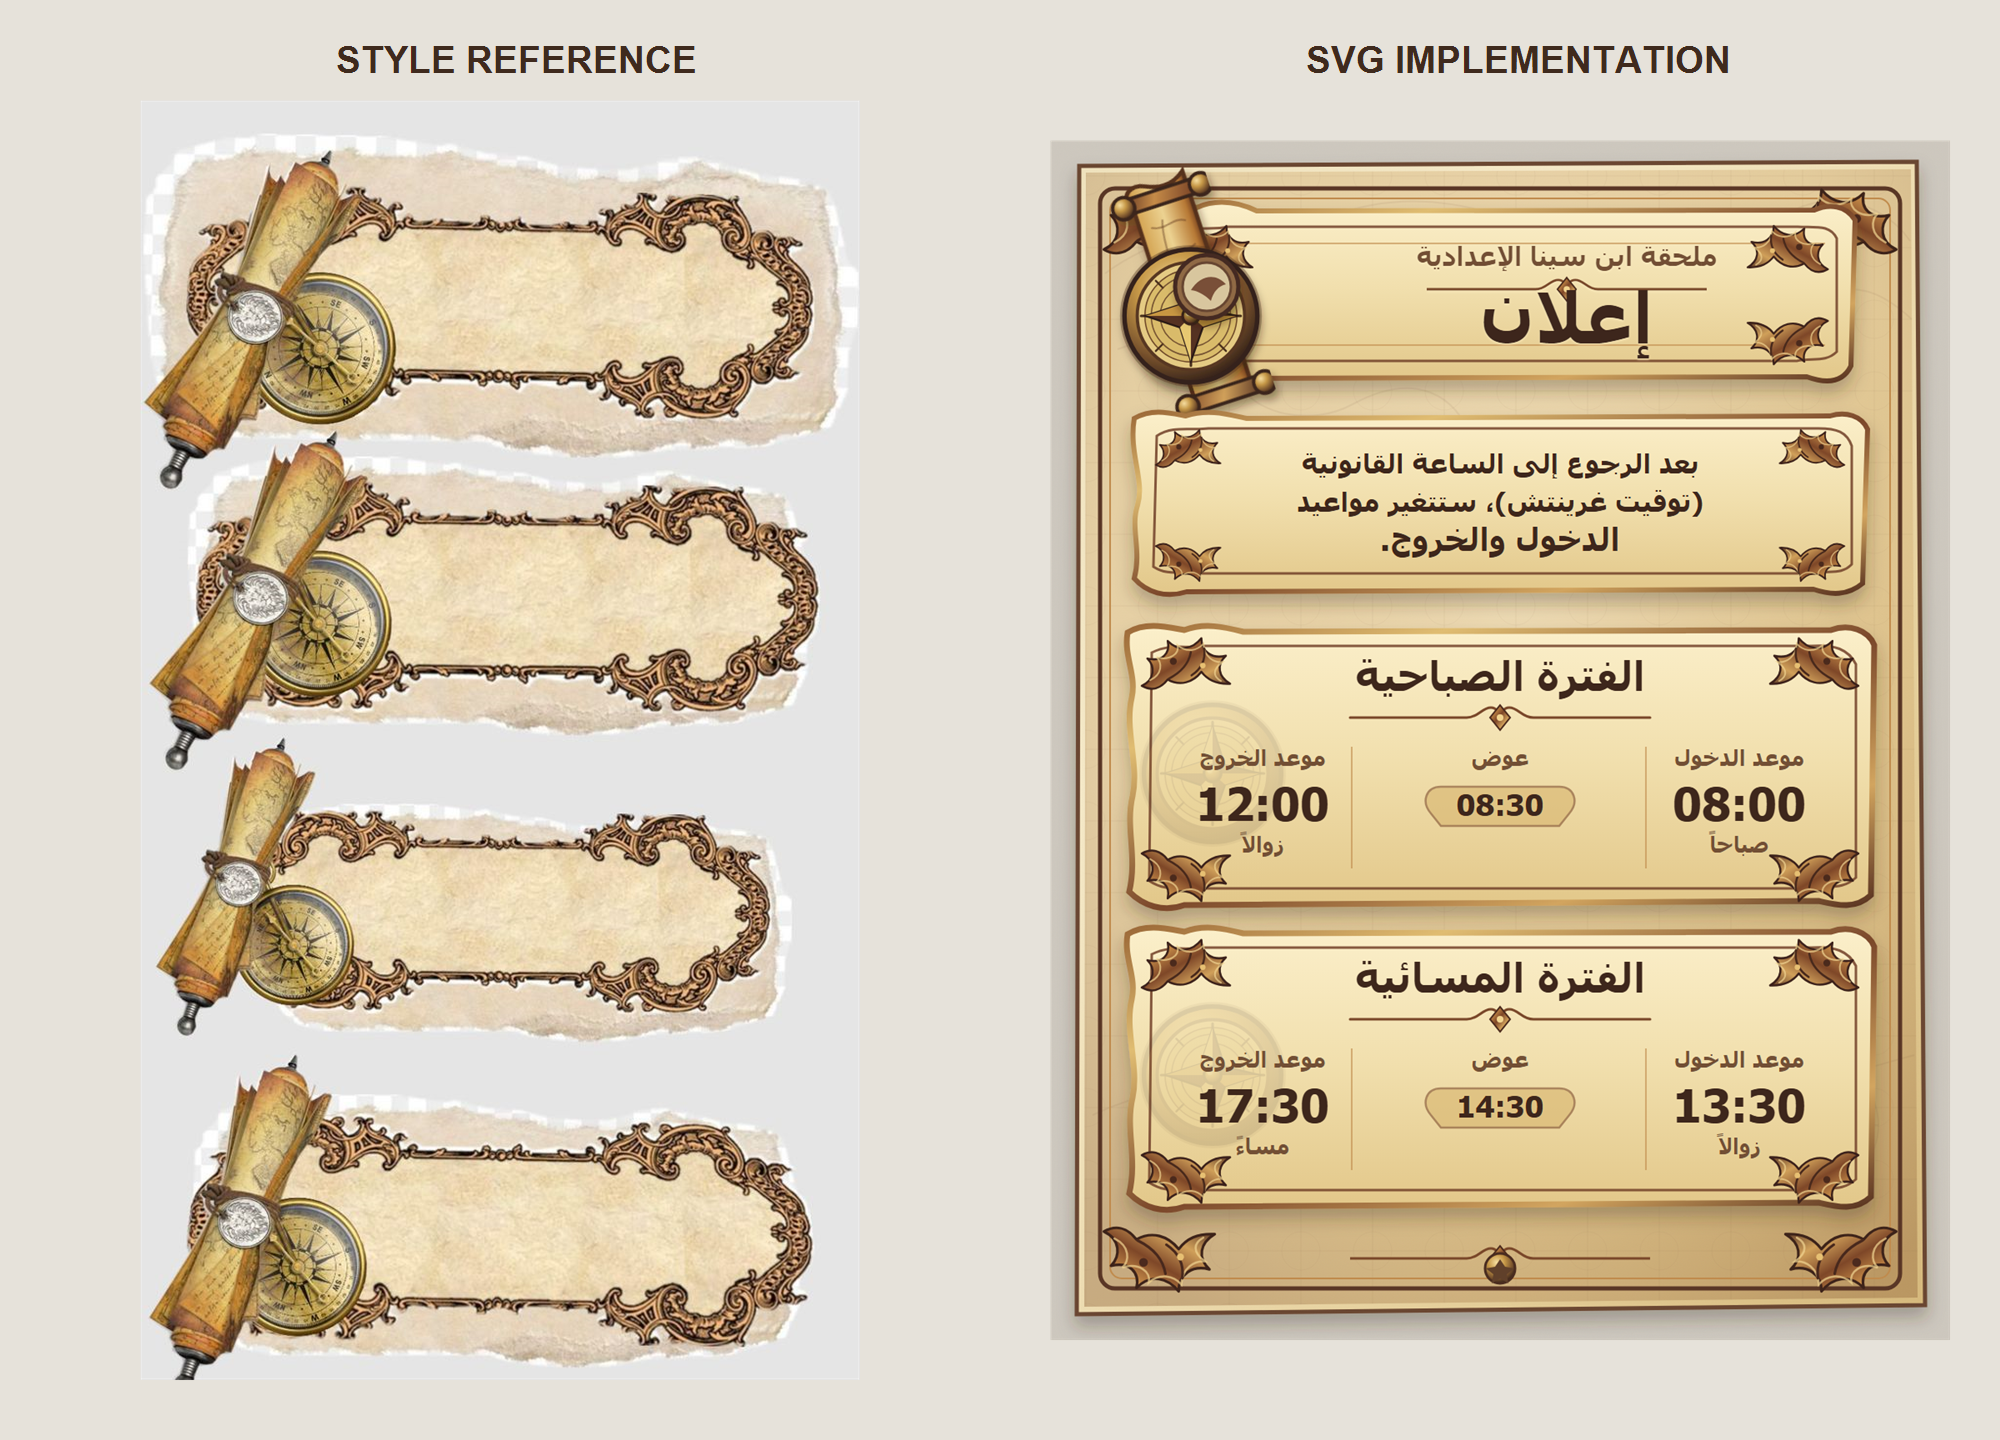 STYLE REFERENCE
SVG IMPLEMENTATION
ملحقة ابن سينا الإعدادية
إعلان
بعد الرجوع إلى الساعة القانونية
(توقيت غرينتش)، ستتغير مواعيد
الدخول والخروج.
الفترة الصباحية
موعد الدخول
عوض
موعد الخروج
08:00
08:30
12:00
صباحاً
زوالاً
الفترة المسائية
موعد الدخول
عوض
موعد الخروج
13:30
14:30
17:30
زوالاً
مساءً